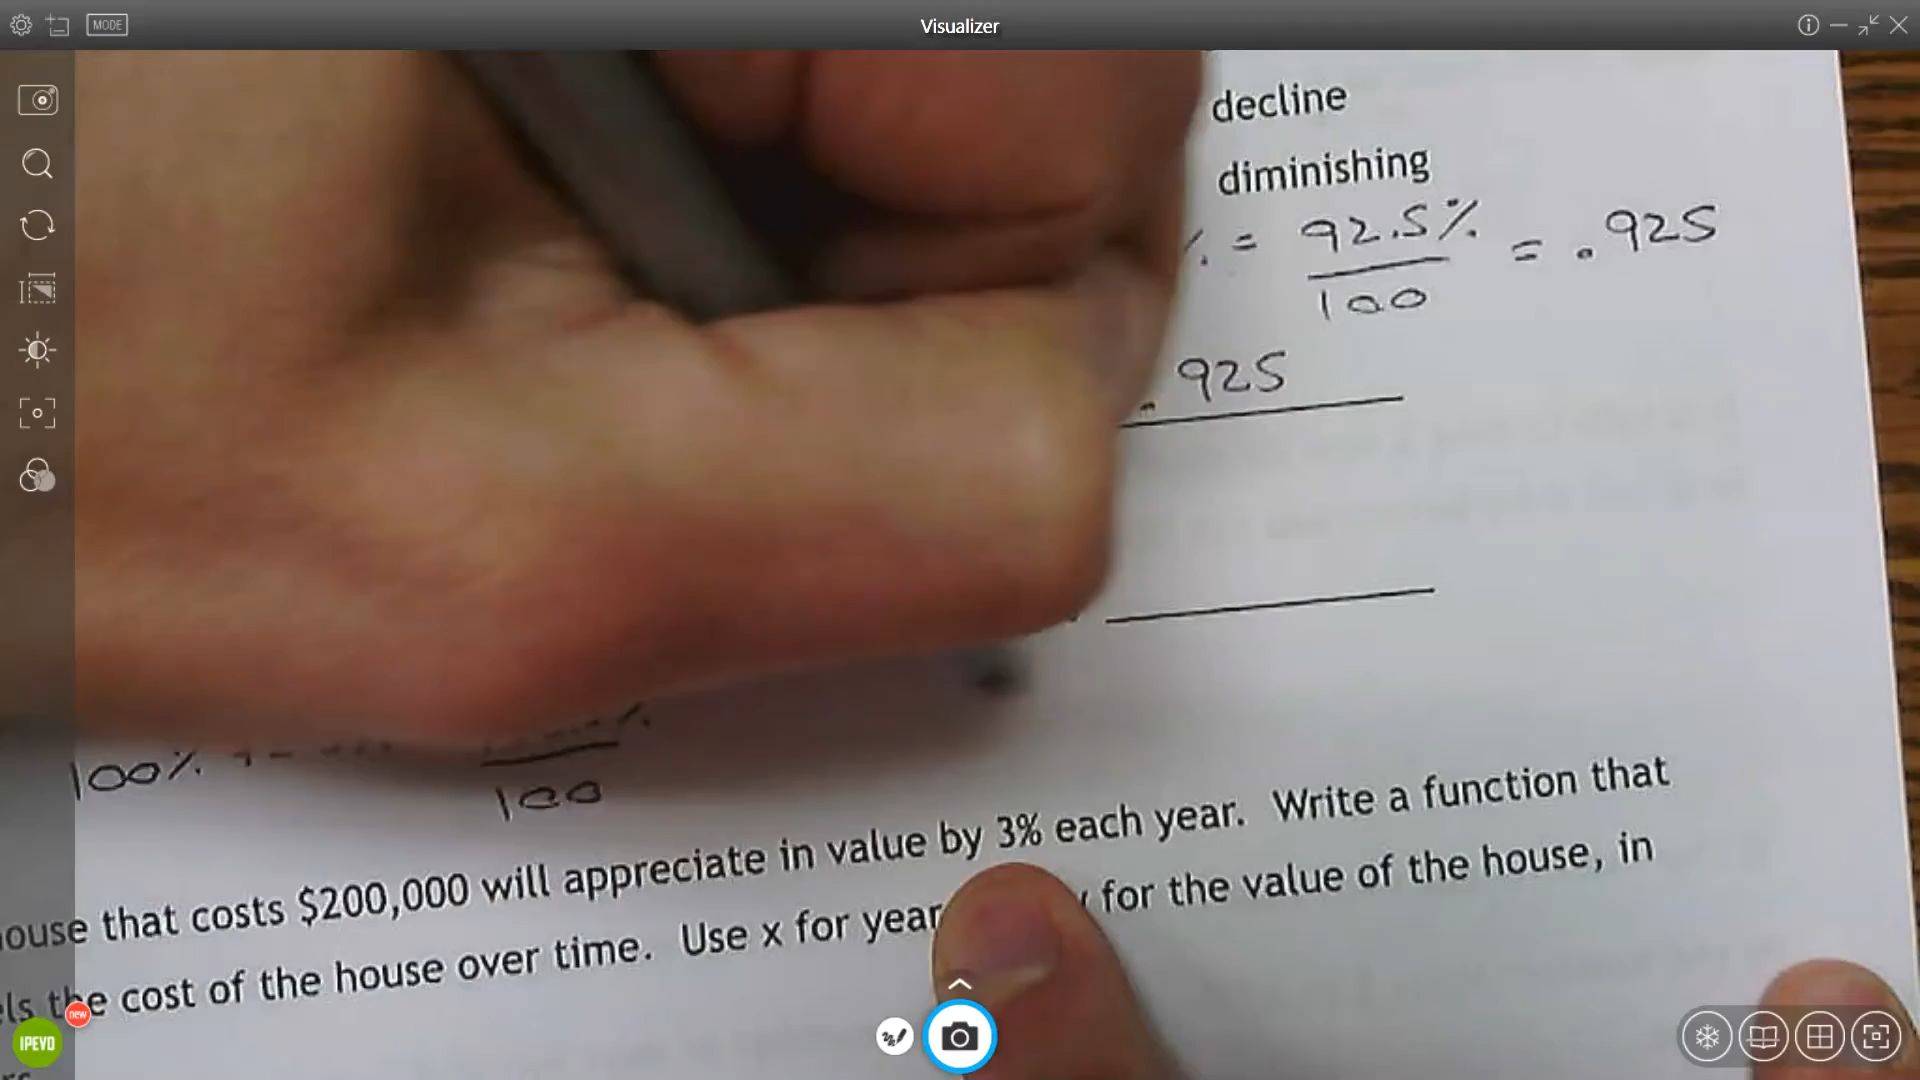 MODE
Visualizer
decline
diminishing
% = 92.5% / 100 = .925
.925
100%
100
ouse that costs $200,000 will appreciate in value by 3% each year. Write a function that
els the cost of the house over time. Use x for year for the value of the house, in
new
IPEVO